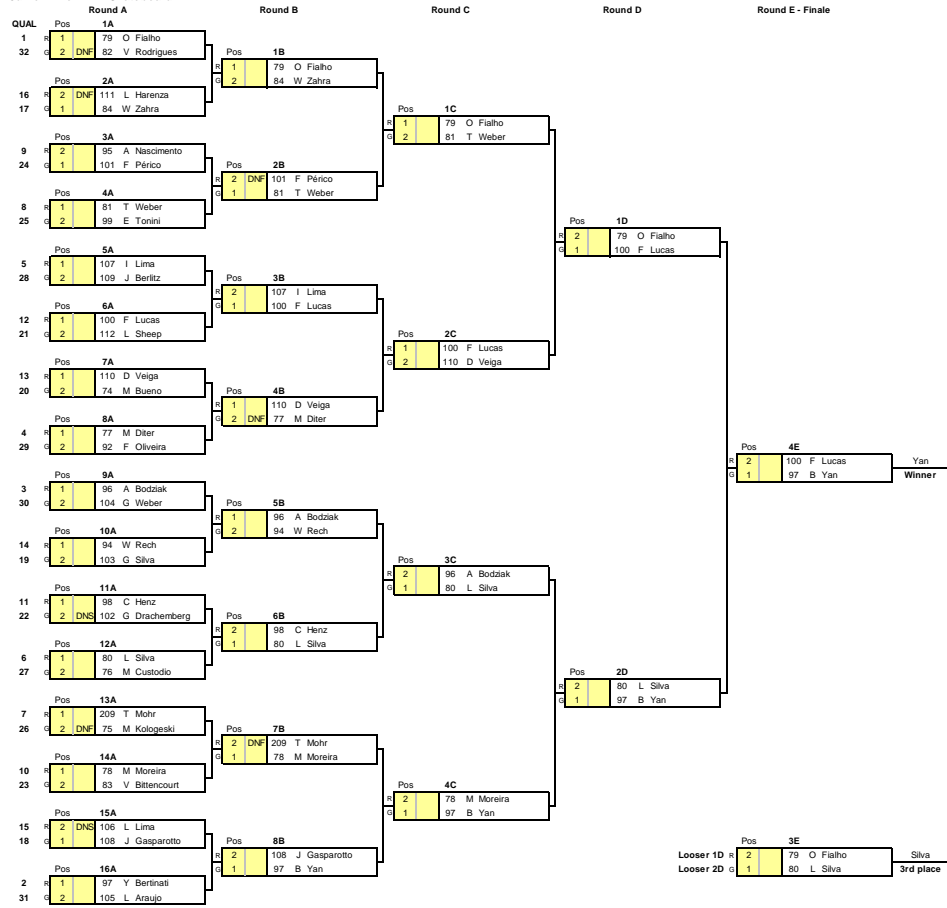 Round A Round B Round C Round D Round E - Finale
QUAL Pos 1A
1 R 1 79 O Fialho
32 G 2 DNF 82 V Rodrigues
Pos 1B
R 1 79 O Fialho
G 2 84 W Zahra
Pos 2A
16 R 2 DNF 111 L Harenza
17 G 1 84 W Zahra
Pos 1C
R 1 79 O Fialho
G 2 81 T Weber
Pos 3A
9 R 2 95 A Nascimento
24 G 1 101 F Périco
Pos 2B
R 2 DNF 101 F Périco
G 1 81 T Weber
Pos 4A
8 R 1 81 T Weber
25 G 2 99 E Tonini
Pos 1D
R 2 79 O Fialho
G 1 100 F Lucas
Pos 5A
5 R 1 107 I Lima
28 G 2 109 J Berlitz
Pos 3B
R 2 107 I Lima
G 1 100 F Lucas
Pos 6A
12 R 1 100 F Lucas
21 G 2 112 L Sheep
Pos 2C
R 1 100 F Lucas
G 2 110 D Veiga
Pos 7A
13 R 1 110 D Veiga
20 G 2 74 M Bueno
Pos 4B
R 1 110 D Veiga
G 2 DNF 77 M Diter
Pos 8A
4 R 1 77 M Diter
29 G 2 92 F Oliveira
Pos 4E
R 2 100 F Lucas Yan
G 1 97 B Yan Winner
Pos 9A
3 R 1 96 A Bodziak
30 G 2 104 G Weber
Pos 5B
R 1 96 A Bodziak
G 2 94 W Rech
Pos 10A
14 R 1 94 W Rech
19 G 2 103 G Silva
Pos 3C
R 2 96 A Bodziak
G 1 80 L Silva
Pos 11A
11 R 1 98 C Henz
22 G 2 DNS 102 G Drachemberg
Pos 6B
R 2 98 C Henz
G 1 80 L Silva
Pos 12A
6 R 1 80 L Silva
27 G 2 76 M Custodio
Pos 2D
R 2 80 L Silva
G 1 97 B Yan
Pos 13A
7 R 1 209 T Mohr
26 G 2 DNF 75 M Kologeski
Pos 7B
R 2 DNF 209 T Mohr
G 1 78 M Moreira
Pos 14A
10 R 1 78 M Moreira
23 G 2 83 V Bittencourt
Pos 4C
R 2 78 M Moreira
G 1 97 B Yan
Pos 15A
15 R 2 DNS 106 L Lima
18 G 1 108 J Gasparotto
Pos 8B
R 2 108 J Gasparotto
G 1 97 B Yan
Pos 3E
Looser 1D R 2 79 O Fialho Silva
Looser 2D G 1 80 L Silva 3rd place
Pos 16A
2 R 1 97 Y Bertinati
31 G 2 105 L Araujo